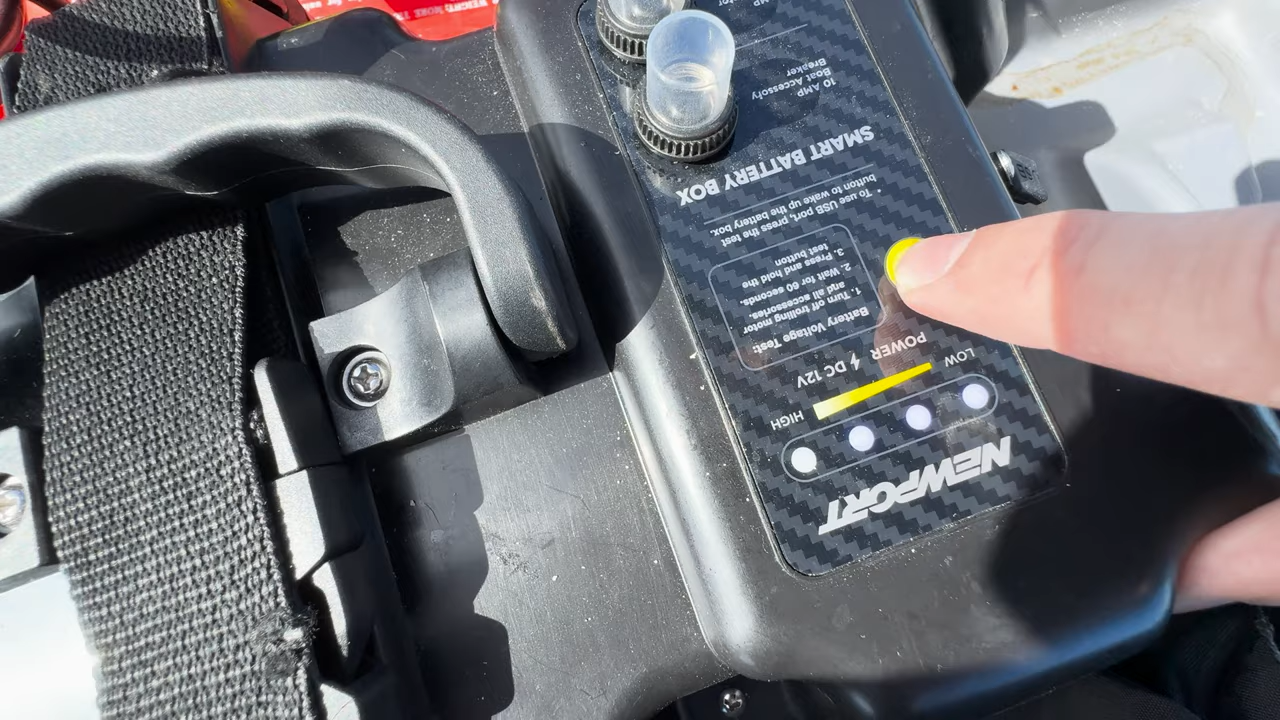 10 AMP
Boat Accessory
Breaker
SMART BATTERY BOX
* To use USB port, press the test
button to wake up the battery box.
Battery Voltage Test:
1. Turn off trolling motor
and all accessories.
2. Wait for 60 seconds.
3. Press and hold the
test button
POWER DC 12V
LOW
HIGH
NEWPORT